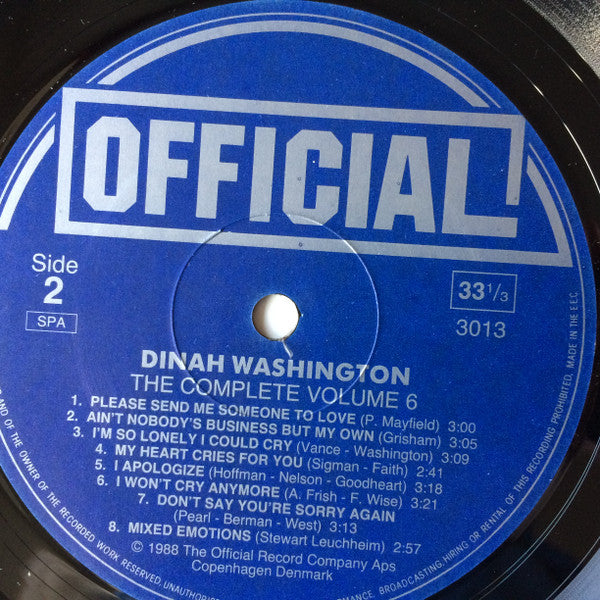 OFFICIAL
Side
2
SPA
33 1/3
3013
DINAH WASHINGTON
THE COMPLETE VOLUME 6
1. PLEASE SEND ME SOMEONE TO LOVE (P. Mayfield) 3:00
2. AIN'T NOBODY'S BUSINESS BUT MY OWN (Grisham) 3:05
3. I'M SO LONELY I COULD CRY (Vance - Washington) 3:09
4. MY HEART CRIES FOR YOU (Sigman - Faith) 2:41
5. I APOLOGIZE (Hoffman - Nelson - Goodheart) 3:18
6. I WON'T CRY ANYMORE (A. Frish - F. Wise) 3:21
7. DON'T SAY YOU'RE SORRY AGAIN
(Pearl - Berman - West) 3:13
8. MIXED EMOTIONS (Stewart Leuchheim) 2:57
© 1988 The Official Record Company Aps
Copenhagen Denmark
AND OF THE OWNER OF THE RECORDED WORK RESERVED. BROADCASTING, HIRING OR RENTAL OF THIS RECORDING PROHIBITED, MADE IN THE E.E.C.